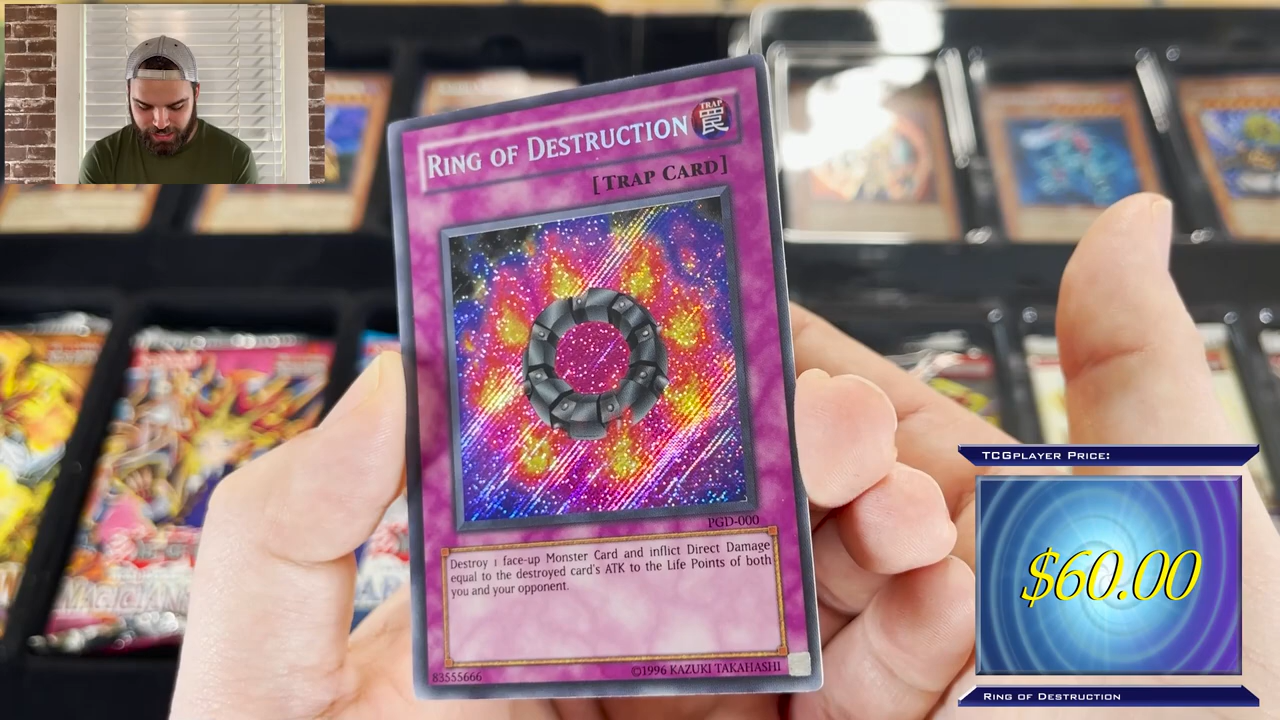 RING OF DESTRUCTION
TRAP
罠
[TRAP CARD]
PGD-000
Destroy 1 face-up Monster Card and inflict Direct Damage
equal to the destroyed card's ATK to the Life Points of both
you and your opponent.
83555666
©1996 KAZUKI TAKAHASHI
TCGPLAYER PRICE:
$60.00
RING OF DESTRUCTION